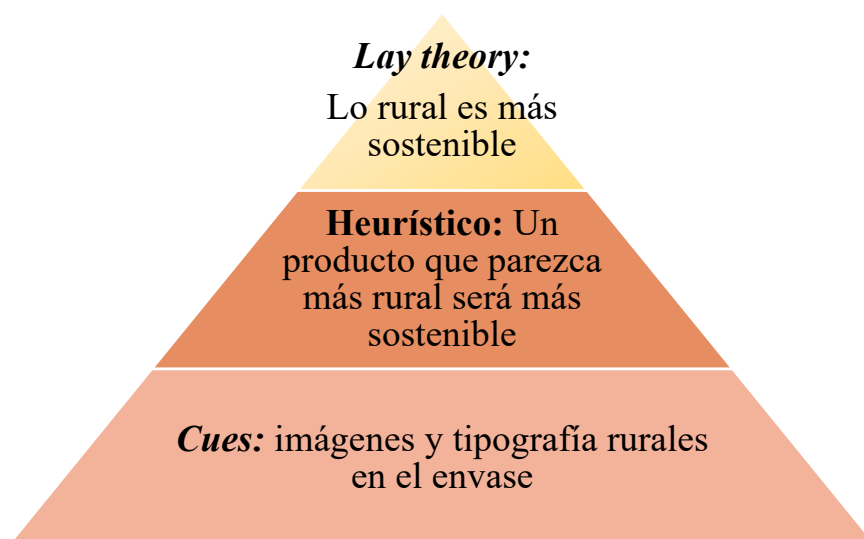 Lay theory:
Lo rural es más
sostenible
Heurístico: Un
producto que parezca
más rural será más
sostenible
Cues: imágenes y tipografía rurales
en el envase